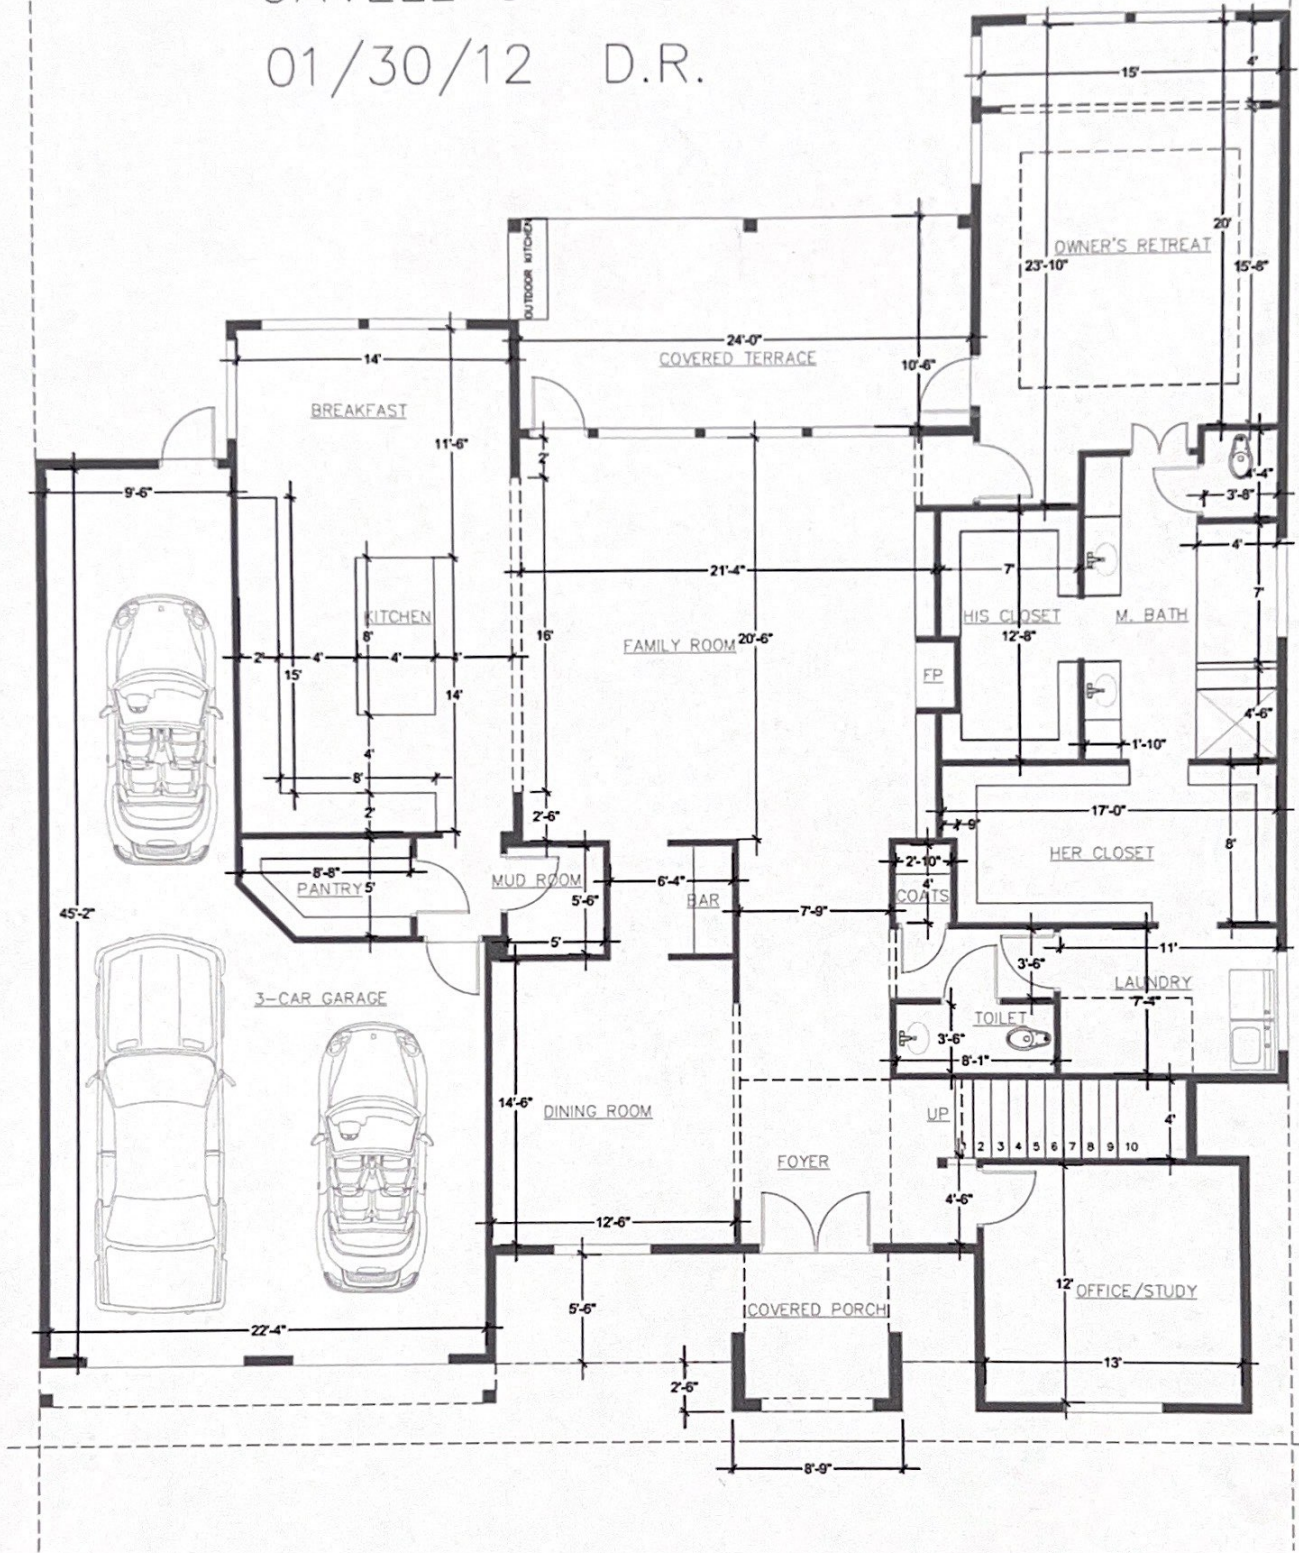 01/30/12 D.R.
15'
4'
OWNER'S RETREAT
20'
23'-10"
15'-8"
OUTDOOR KITCHEN
24'-0"
COVERED TERRACE
10'-6"
14'
BREAKFAST
11'-6"
2'
9'-6"
4'-4"
3'-8"
4'
21'-4"
7'
7'
KITCHEN
8'
HIS CLOSET
M. BATH
16'
FAMILY ROOM
20'-6"
12'-8"
2'
4'
4'
4'
15'
FP
14'
4'-6"
4'
1'-10"
8'
2'
2'-6"
17'-0"
9"
8'
HER CLOSET
2'-10"
8'-8"
PANTRY
5'
MUD ROOM
5'-6"
6'-4"
BAR
4'
COATS
7'-9"
45'-2"
5'
11'
3'-6"
LAUNDRY
7'-4"
3-CAR GARAGE
TOILET
3'-6"
8'-1"
14'-6"
DINING ROOM
UP
1 2 3 4 5 6 7 8 9 10
4'
FOYER
4'-6"
12'-6"
12'
OFFICE/STUDY
5'-6"
COVERED PORCH
22'-4"
13'
2'-6"
8'-9"